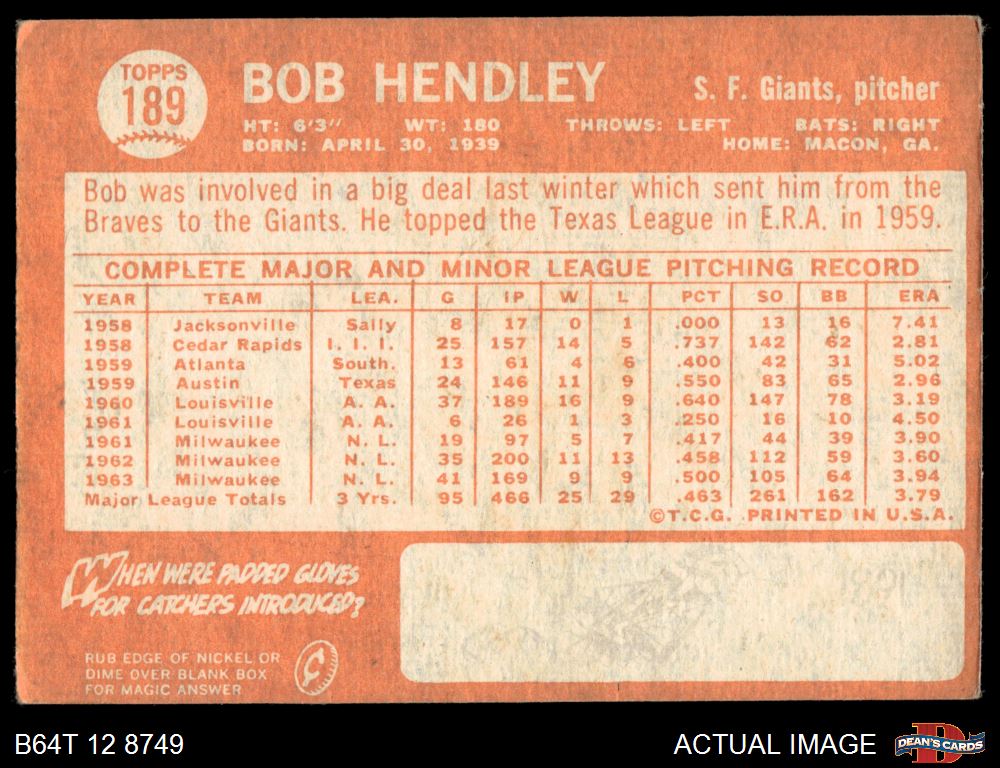 TOPPS
189
BOB HENDLEY
S. F. Giants, pitcher
HT: 6'3" WT: 180 THROWS: LEFT BATS: RIGHT
BORN: APRIL 30, 1939 HOME: MACON, GA.
Bob was involved in a big deal last winter which sent him from the
Braves to the Giants. He topped the Texas League in E.R.A. in 1959.
COMPLETE MAJOR AND MINOR LEAGUE PITCHING RECORD
YEAR TEAM LEA. G IP W L PCT SO BB ERA
1958 Jacksonville Sally 8 17 0 1 .000 13 16 7.41
1958 Cedar Rapids I. I. I. 25 157 14 5 .737 142 62 2.81
1959 Atlanta South. 13 61 4 6 .400 42 31 5.02
1959 Austin Texas 24 146 11 9 .550 83 65 2.96
1960 Louisville A. A. 37 189 16 9 .640 147 78 3.19
1961 Louisville A. A. 6 26 1 3 .250 16 10 4.50
1961 Milwaukee N. L. 19 97 5 7 .417 44 39 3.90
1962 Milwaukee N. L. 35 200 11 13 .458 112 59 3.60
1963 Milwaukee N. L. 41 169 9 9 .500 105 64 3.94
Major League Totals 3 Yrs. 95 466 25 29 .463 261 162 3.79
©T.C.G. PRINTED IN U.S.A.
WHEN WERE PADDED GLOVES
FOR CATCHERS INTRODUCED?
RUB EDGE OF NICKEL OR
DIME OVER BLANK BOX
FOR MAGIC ANSWER
B64T 12 8749
ACTUAL IMAGE
DEAN'S CARDS